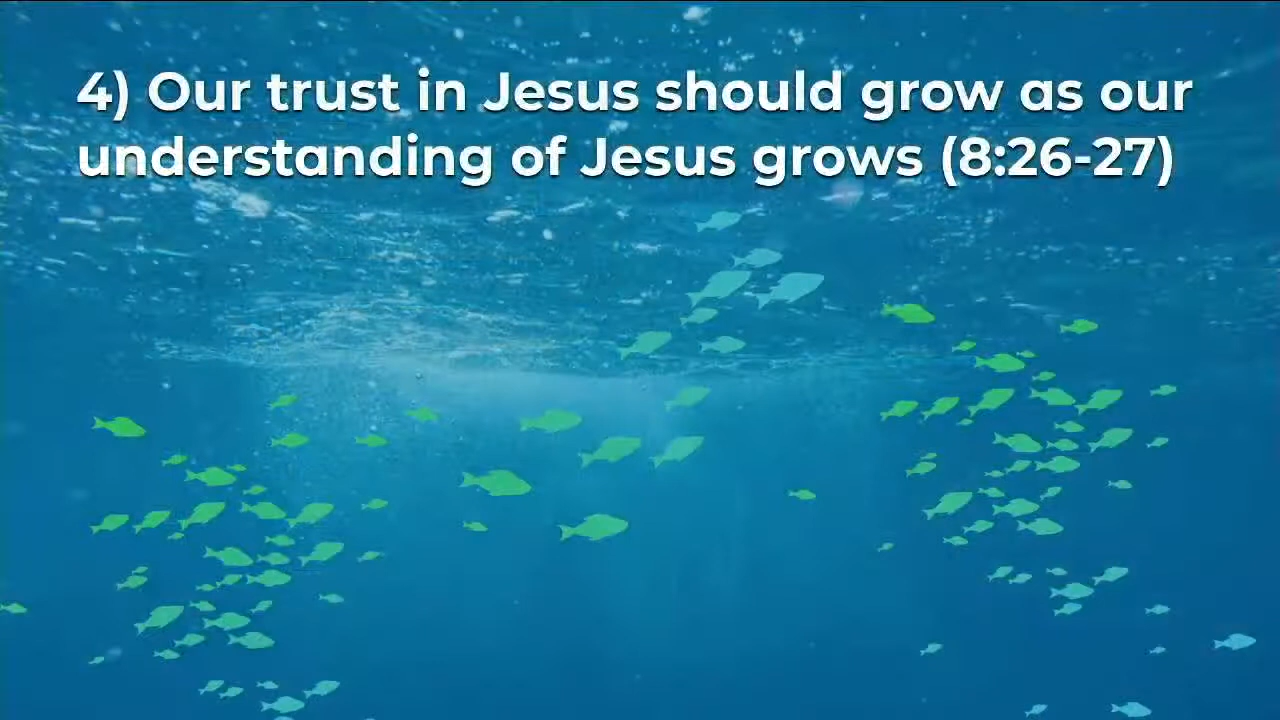 4) Our trust in Jesus should grow as our
understanding of Jesus grows (8:26-27)